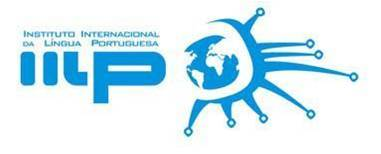 INSTITUTO INTERNACIONAL
DA LÍNGUA PORTUGUESA
IILP